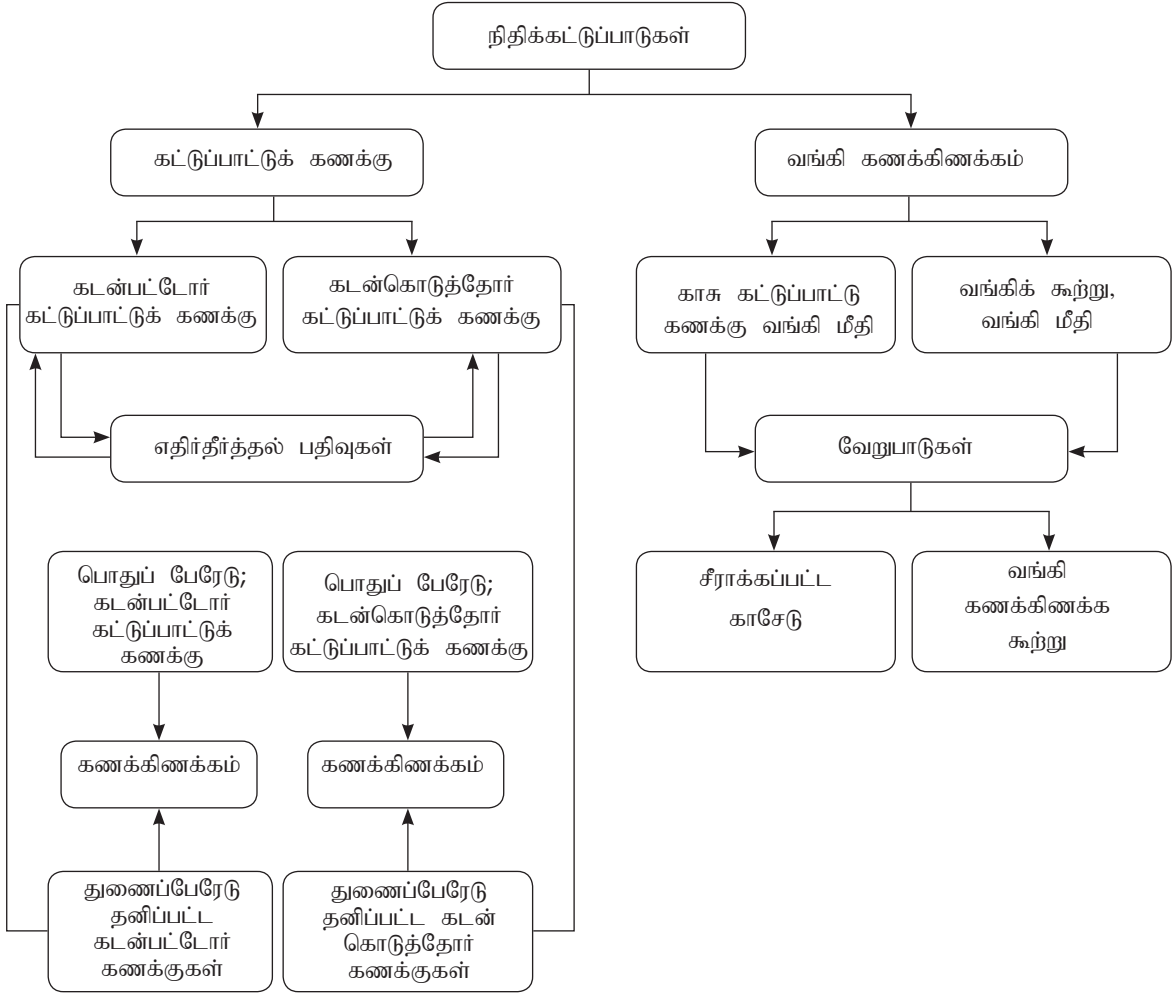 நிதிக்கட்டுப்பாடுகள்
கட்டுப்பாட்டுக் கணக்கு
வங்கி கணக்கிணக்கம்
கடன்பட்டோர்
கட்டுப்பாட்டுக் கணக்கு
கடன்கொடுத்தோர்
கட்டுப்பாட்டுக் கணக்கு
காசு கட்டுப்பாட்டு
கணக்கு வங்கி மீதி
வங்கிக் கூற்று,
வங்கி மீதி
எதிர்தீர்த்தல் பதிவுகள்
வேறுபாடுகள்
பொதுப் பேரேடு;
கடன்பட்டோர்
கட்டுப்பாட்டுக்
கணக்கு
பொதுப் பேரேடு;
கடன்கொடுத்தோர்
கட்டுப்பாட்டுக் கணக்கு
சீராக்கப்பட்ட
காசேடு
வங்கி
கணக்கிணக்க
கூற்று
கணக்கிணக்கம்
கணக்கிணக்கம்
துணைப்பேரேடு
தனிப்பட்ட
கடன்பட்டோர்
கணக்குகள்
துணைப்பேரேடு
தனிப்பட்ட கடன்
கொடுத்தோர்
கணக்குகள்